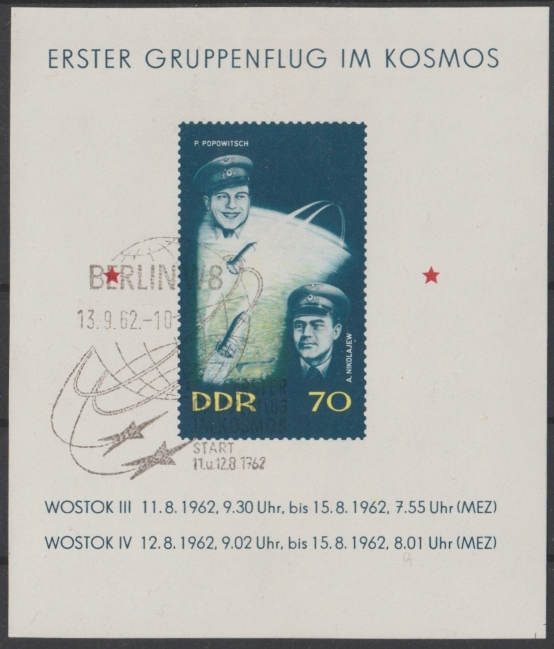 ERSTER GRUPPENFLUG IM KOSMOS
P. POPOWITSCH
BERLIN W8
13.9.62.-10
A. NIKOLAJEW
DDR 70
IM KOSMOS
START
11.u.12.8.1962
WOSTOK III 11.8.1962, 9.30 Uhr, bis 15.8.1962, 7.55 Uhr (MEZ)
WOSTOK IV 12.8.1962, 9.02 Uhr, bis 15.8.1962, 8.01 Uhr (MEZ)